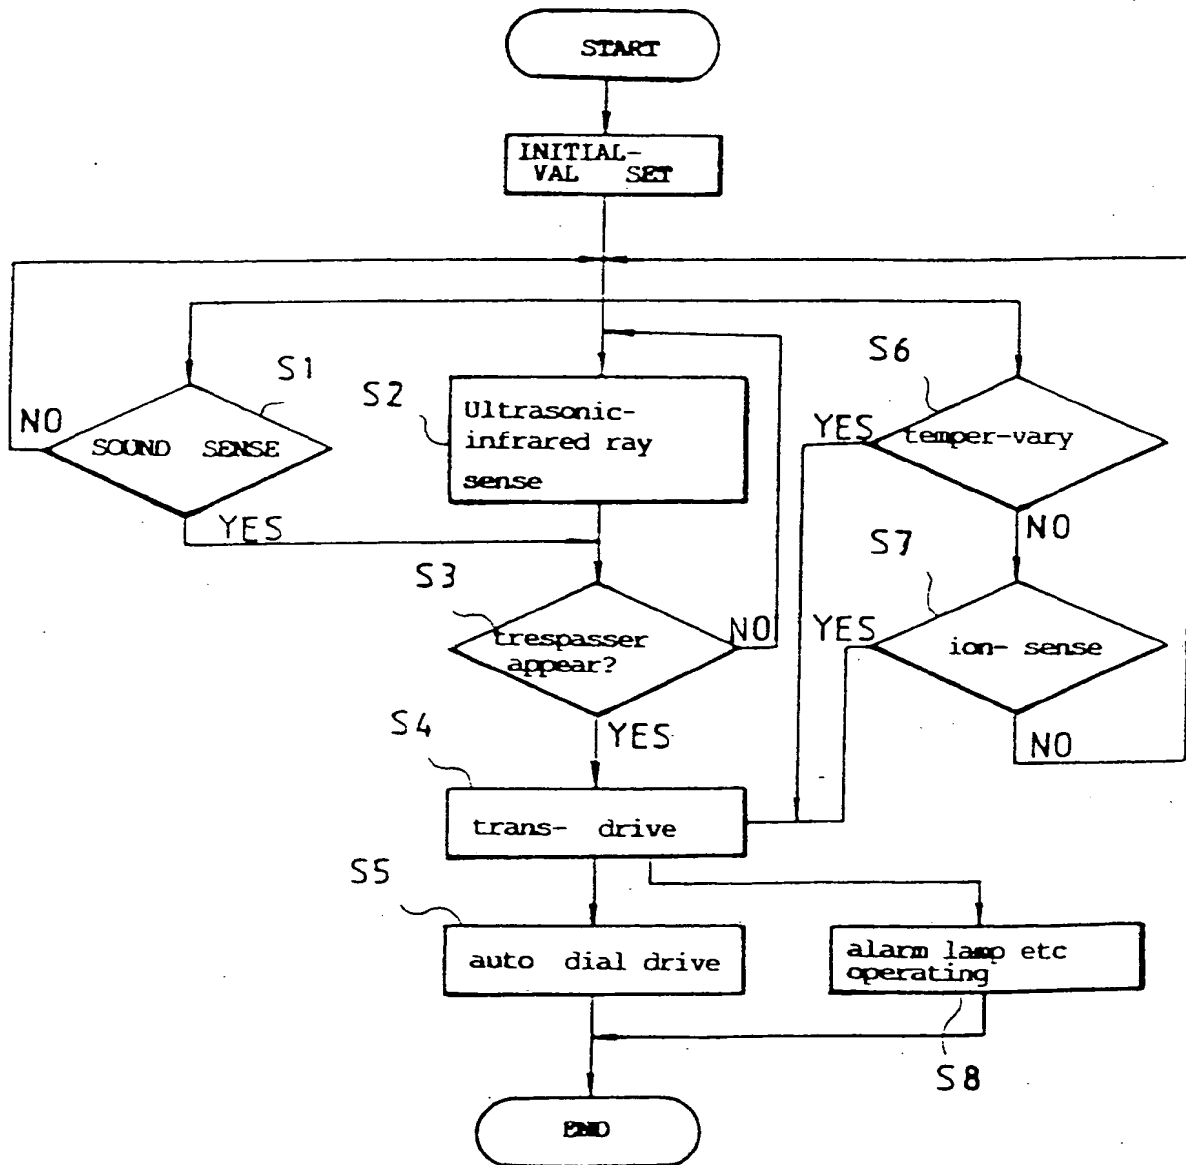 START
INITIAL-
VAL SET
S1
NO
SOUND SENSE
YES
S2
Ultrasonic-
infrared ray
sense
S6
YES
temper-vary
NO
S3
trespasser
appear?
NO
YES
S7
YES
ion- sense
NO
S4
trans- drive
S5
auto dial drive
alarm lamp etc
operating
S8
END